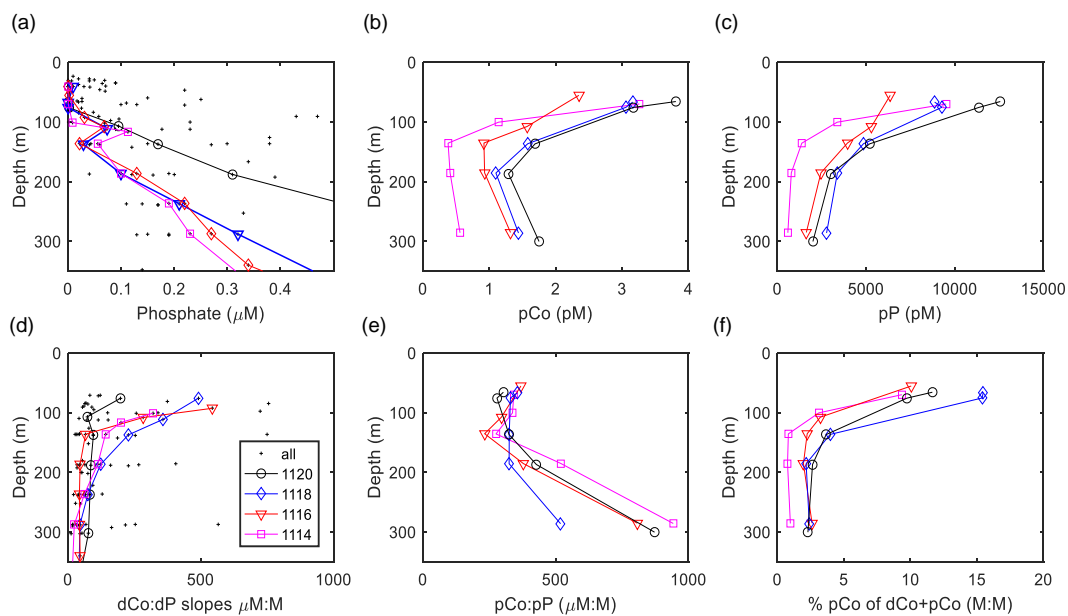 (a)
(b)
(c)
0
100
200
300
Depth (m)
0 0.1 0.2 0.3 0.4
Phosphate (μM)
0
100
200
300
Depth (m)
0 1 2 3 4
pCo (pM)
0
100
200
300
Depth (m)
0 5000 10000 15000
pP (pM)
(d)
(e)
(f)
0
100
200
300
Depth (m)
all
1120
1118
1116
1114
0 500 1000
dCo:dP slopes μM:M
0
100
200
300
Depth (m)
0 500 1000
pCo:pP (μM:M)
0
100
200
300
Depth (m)
0 5 10 15 20
% pCo of dCo+pCo (M:M)